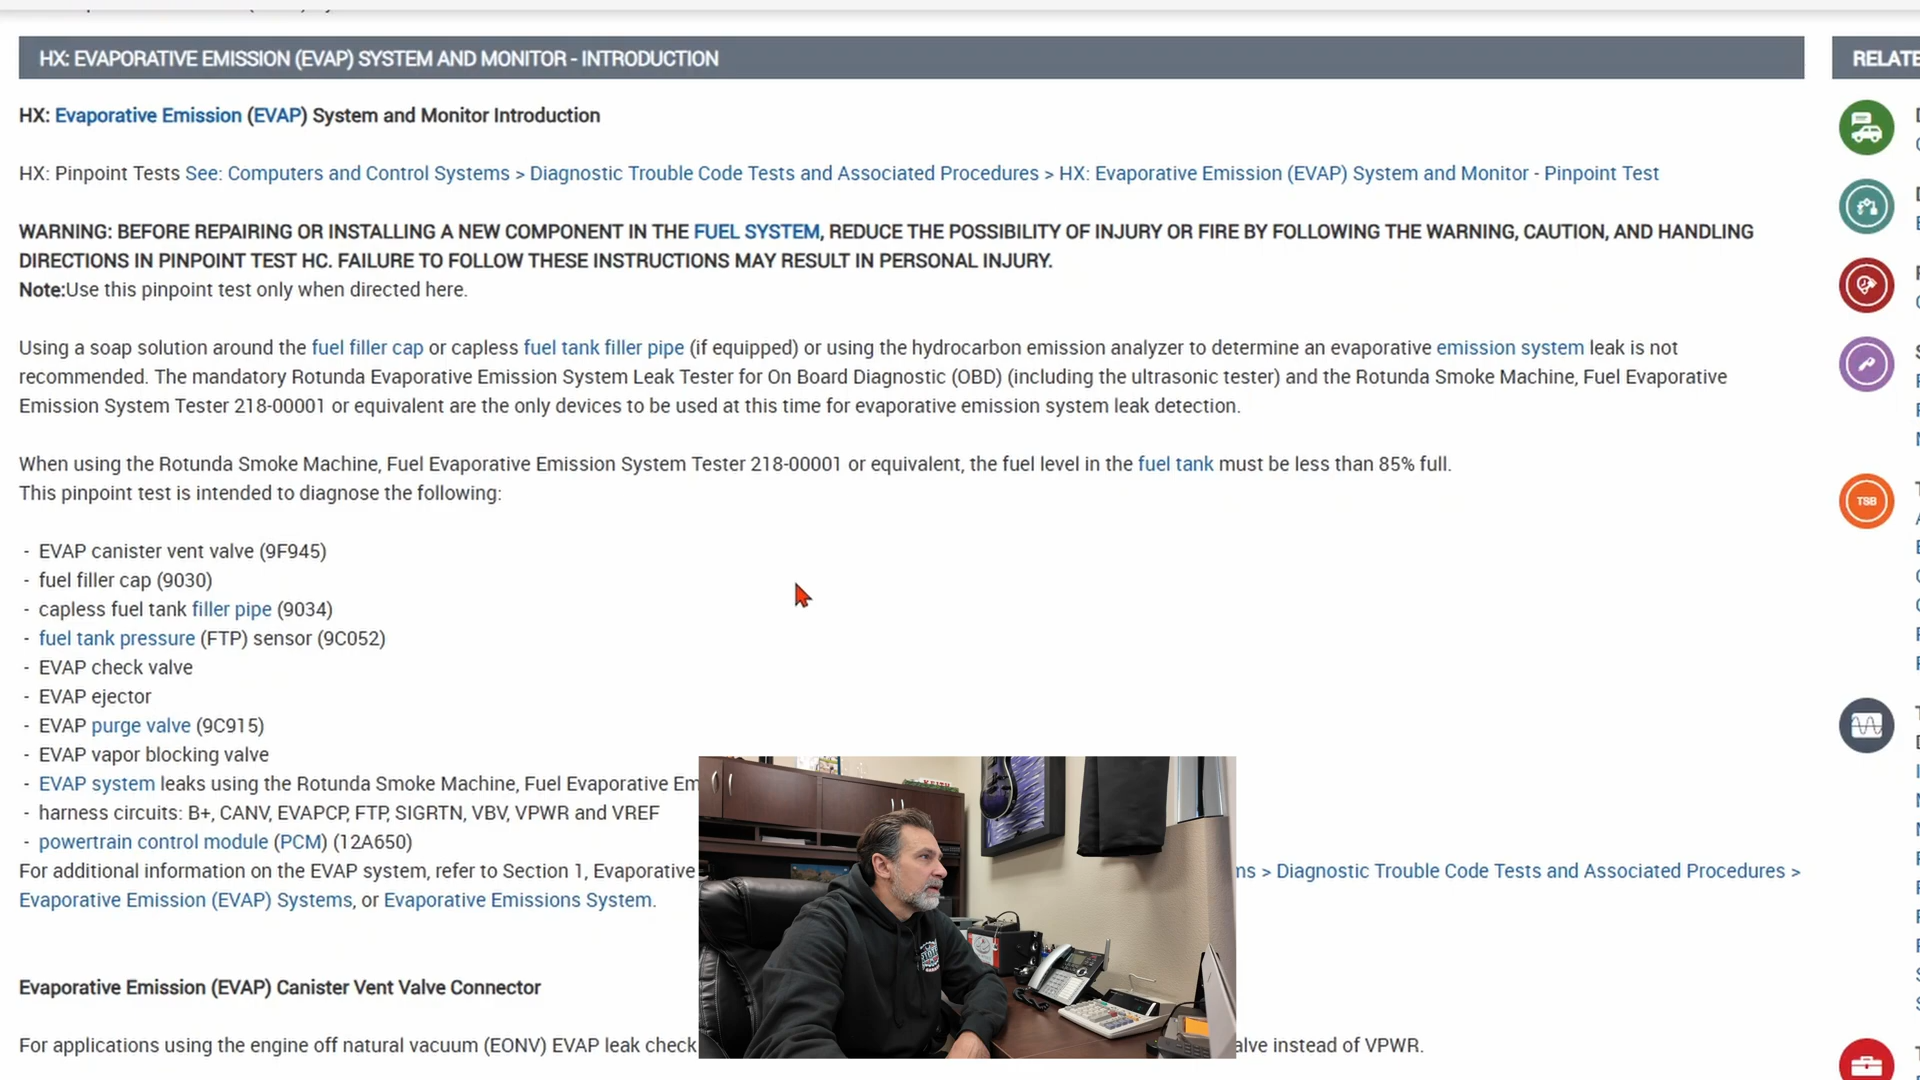 HX: EVAPORATIVE EMISSION (EVAP) SYSTEM AND MONITOR - INTRODUCTION
RELATE
HX: Evaporative Emission (EVAP) System and Monitor Introduction
HX: Pinpoint Tests See: Computers and Control Systems > Diagnostic Trouble Code Tests and Associated Procedures > HX: Evaporative Emission (EVAP) System and Monitor - Pinpoint Test
WARNING: BEFORE REPAIRING OR INSTALLING A NEW COMPONENT IN THE FUEL SYSTEM, REDUCE THE POSSIBILITY OF INJURY OR FIRE BY FOLLOWING THE WARNING, CAUTION, AND HANDLING
DIRECTIONS IN PINPOINT TEST HC. FAILURE TO FOLLOW THESE INSTRUCTIONS MAY RESULT IN PERSONAL INJURY.
Note:Use this pinpoint test only when directed here.
Using a soap solution around the fuel filler cap or capless fuel tank filler pipe (if equipped) or using the hydrocarbon emission analyzer to determine an evaporative emission system leak is not
recommended. The mandatory Rotunda Evaporative Emission System Leak Tester for On Board Diagnostic (OBD) (including the ultrasonic tester) and the Rotunda Smoke Machine, Fuel Evaporative
Emission System Tester 218-00001 or equivalent are the only devices to be used at this time for evaporative emission system leak detection.
When using the Rotunda Smoke Machine, Fuel Evaporative Emission System Tester 218-00001 or equivalent, the fuel level in the fuel tank must be less than 85% full.
This pinpoint test is intended to diagnose the following:
TSB
- EVAP canister vent valve (9F945)
- fuel filler cap (9030)
- capless fuel tank filler pipe (9034)
- fuel tank pressure (FTP) sensor (9C052)
- EVAP check valve
- EVAP ejector
- EVAP purge valve (9C915)
- EVAP vapor blocking valve
- EVAP system leaks using the Rotunda Smoke Machine, Fuel Evaporative Em
- harness circuits: B+, CANV, EVAPCP, FTP, SIGRTN, VBV, VPWR and VREF
- powertrain control module (PCM) (12A650)
For additional information on the EVAP system, refer to Section 1, Evaporative ms > Diagnostic Trouble Code Tests and Associated Procedures >
Evaporative Emission (EVAP) Systems, or Evaporative Emissions System.
Evaporative Emission (EVAP) Canister Vent Valve Connector
For applications using the engine off natural vacuum (EONV) EVAP leak check alve instead of VPWR.